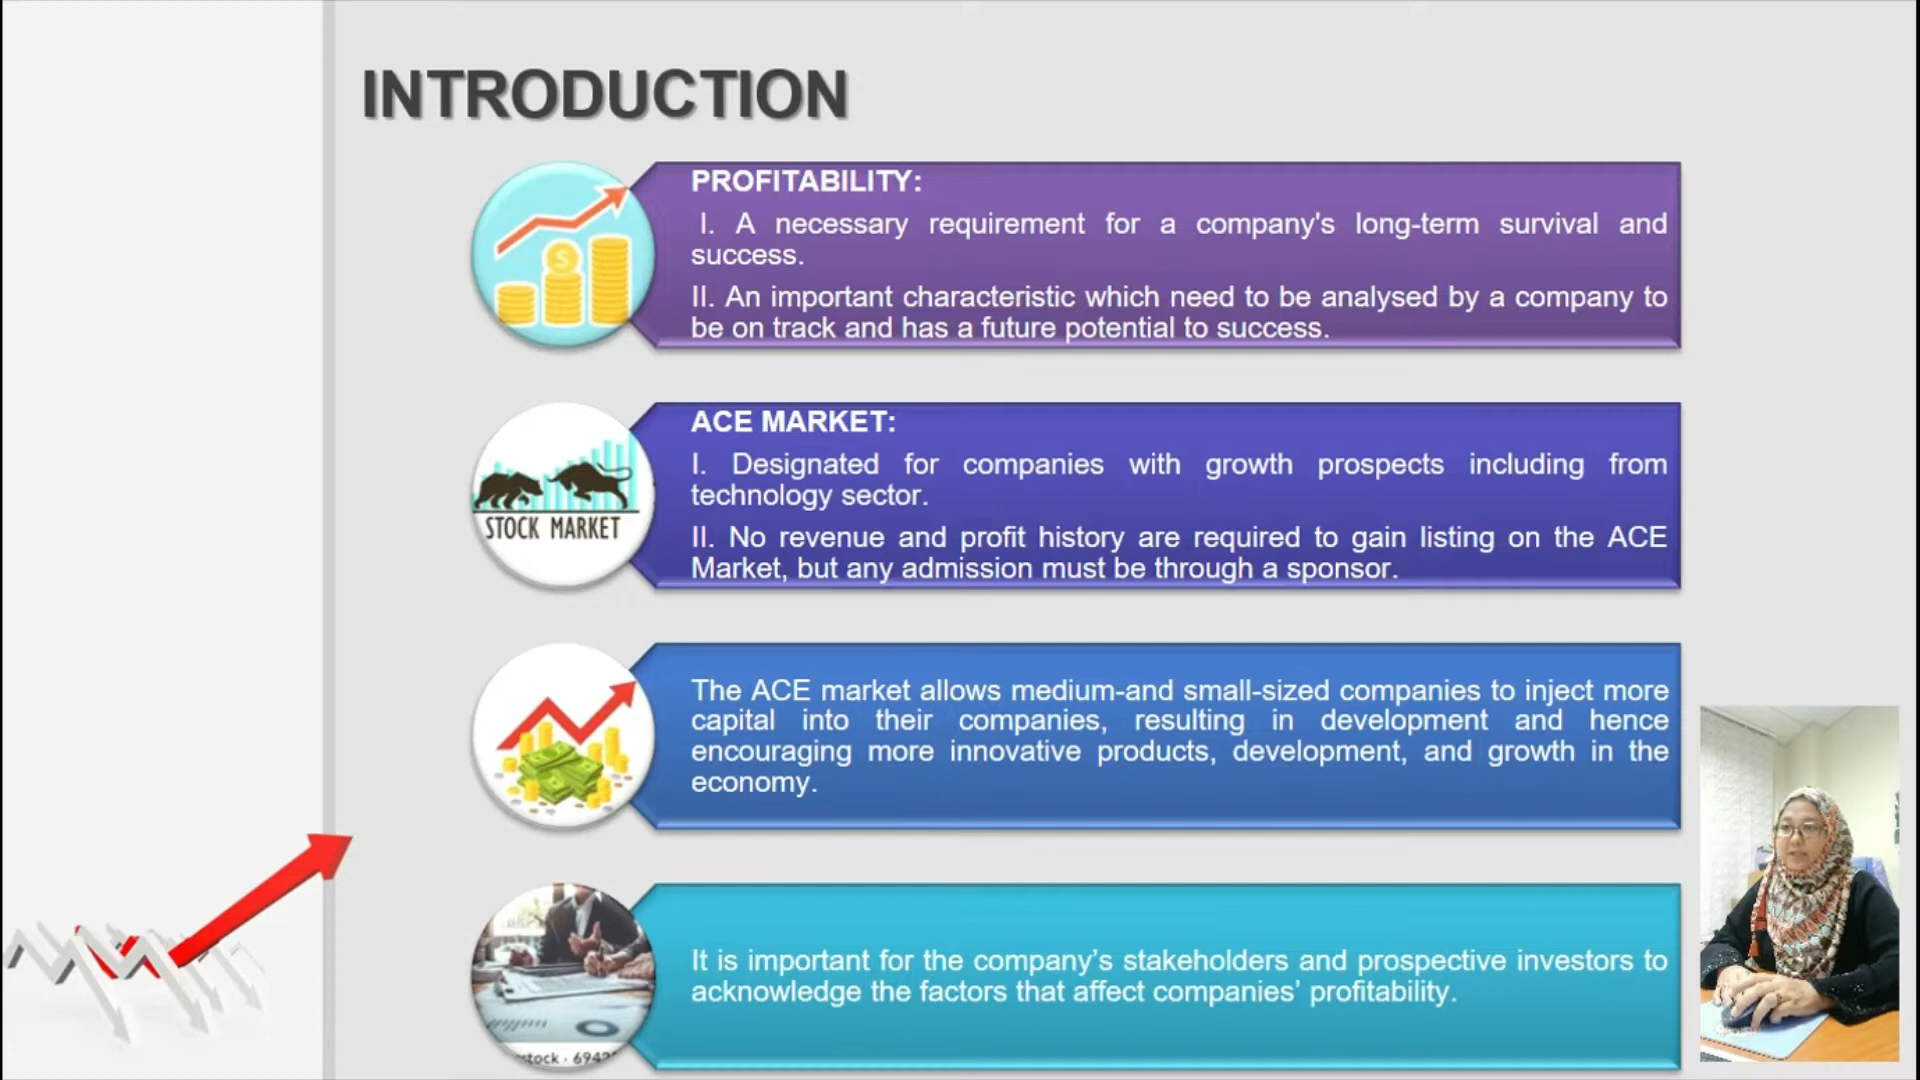 INTRODUCTION
PROFITABILITY:
I. A necessary requirement for a company's long-term survival and
success.
II. An important characteristic which need to be analysed by a company to
be on track and has a future potential to success.
ACE MARKET:
I. Designated for companies with growth prospects including from
technology sector.
II. No revenue and profit history are required to gain listing on the ACE
Market, but any admission must be through a sponsor.
STOCK MARKET
The ACE market allows medium-and small-sized companies to inject more
capital into their companies, resulting in development and hence
encouraging more innovative products, development, and growth in the
economy.
It is important for the company’s stakeholders and prospective investors to
acknowledge the factors that affect companies’ profitability.